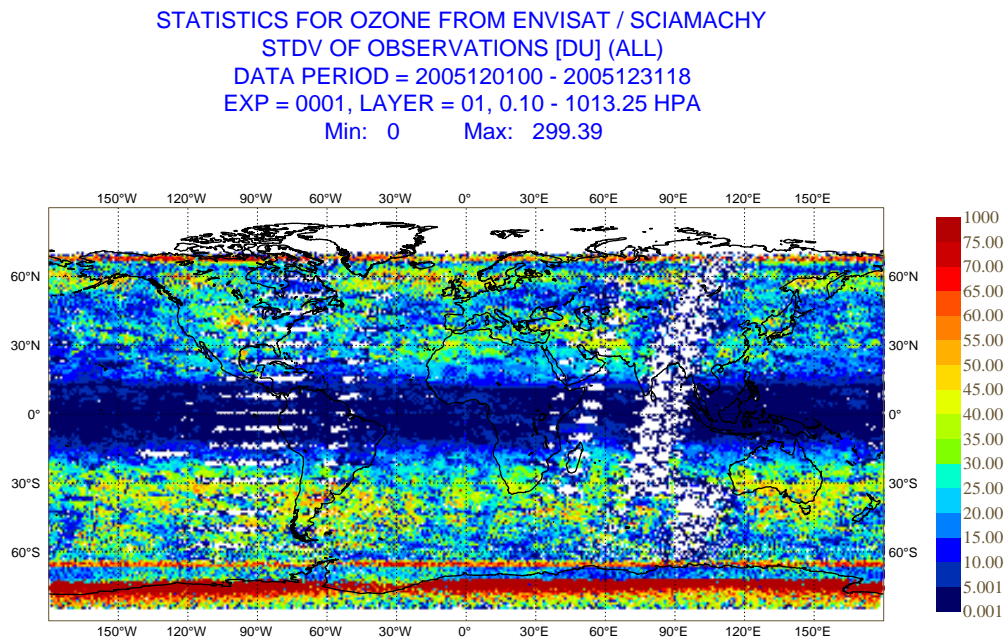 STATISTICS FOR OZONE FROM ENVISAT / SCIAMACHY
STDV OF OBSERVATIONS [DU] (ALL)
DATA PERIOD = 2005120100 - 2005123118
EXP = 0001, LAYER = 01, 0.10 - 1013.25 HPA
Min: 0 Max: 299.39
150°W 120°W 90°W 60°W 30°W 0° 30°E 60°E 90°E 120°E 150°E
60°N 60°N
30°N 30°N
0° 0°
30°S 30°S
60°S 60°S
150°W 120°W 90°W 60°W 30°W 0° 30°E 60°E 90°E 120°E 150°E
1000
75.00
70.00
65.00
60.00
55.00
50.00
45.00
40.00
35.00
30.00
25.00
20.00
15.00
10.00
5.001
0.001